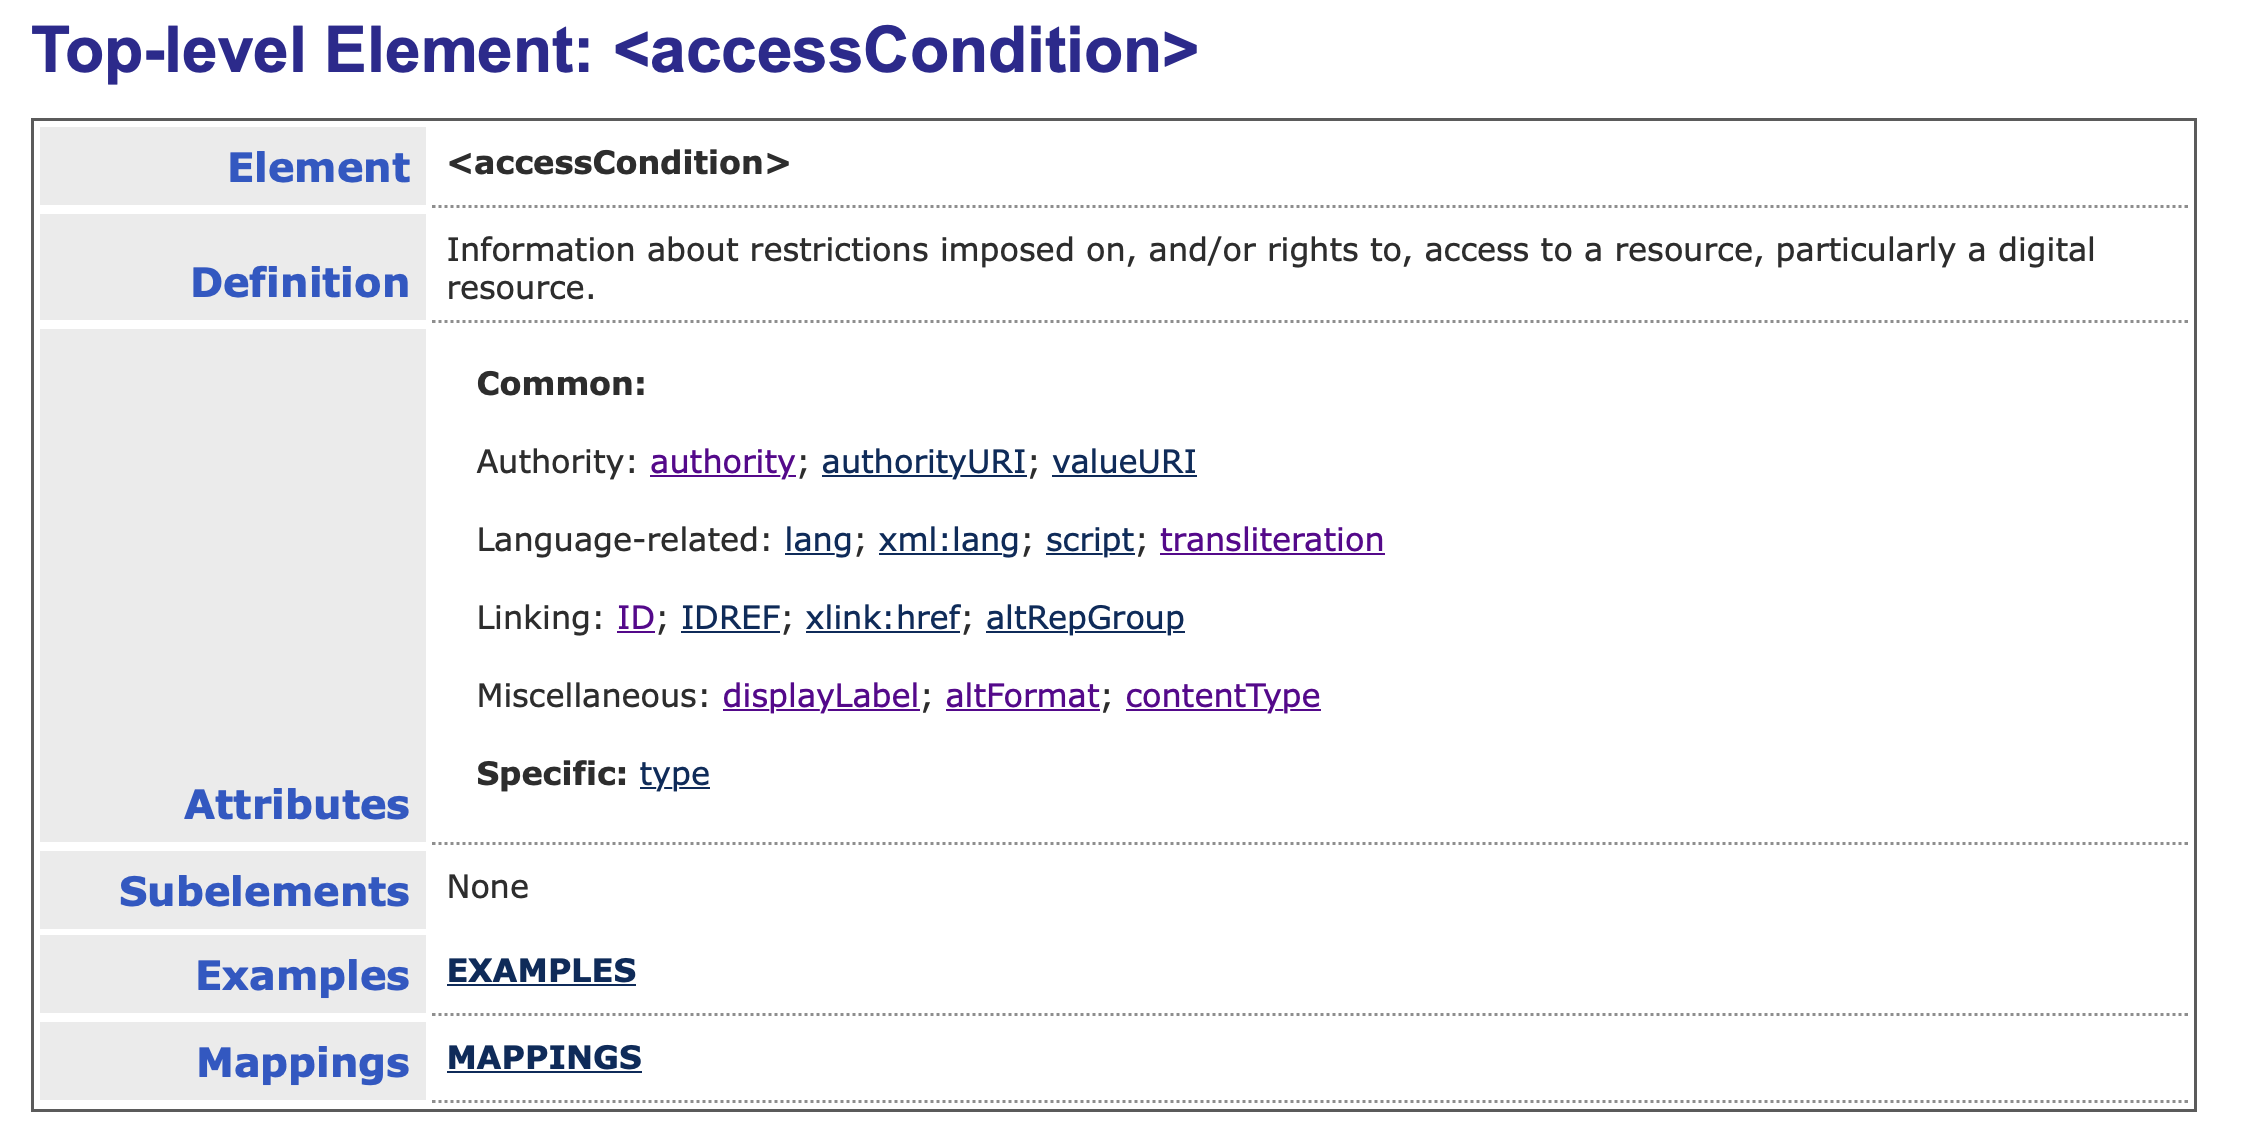 Top-level Element: <accessCondition>
Element
<accessCondition>
Definition
Information about restrictions imposed on, and/or rights to, access to a resource, particularly a digital
resource.
Attributes
Common:
Authority: authority; authorityURI; valueURI
Language-related: lang; xml:lang; script; transliteration
Linking: ID; IDREF; xlink:href; altRepGroup
Miscellaneous: displayLabel; altFormat; contentType
Specific: type
Subelements
None
Examples
EXAMPLES
Mappings
MAPPINGS